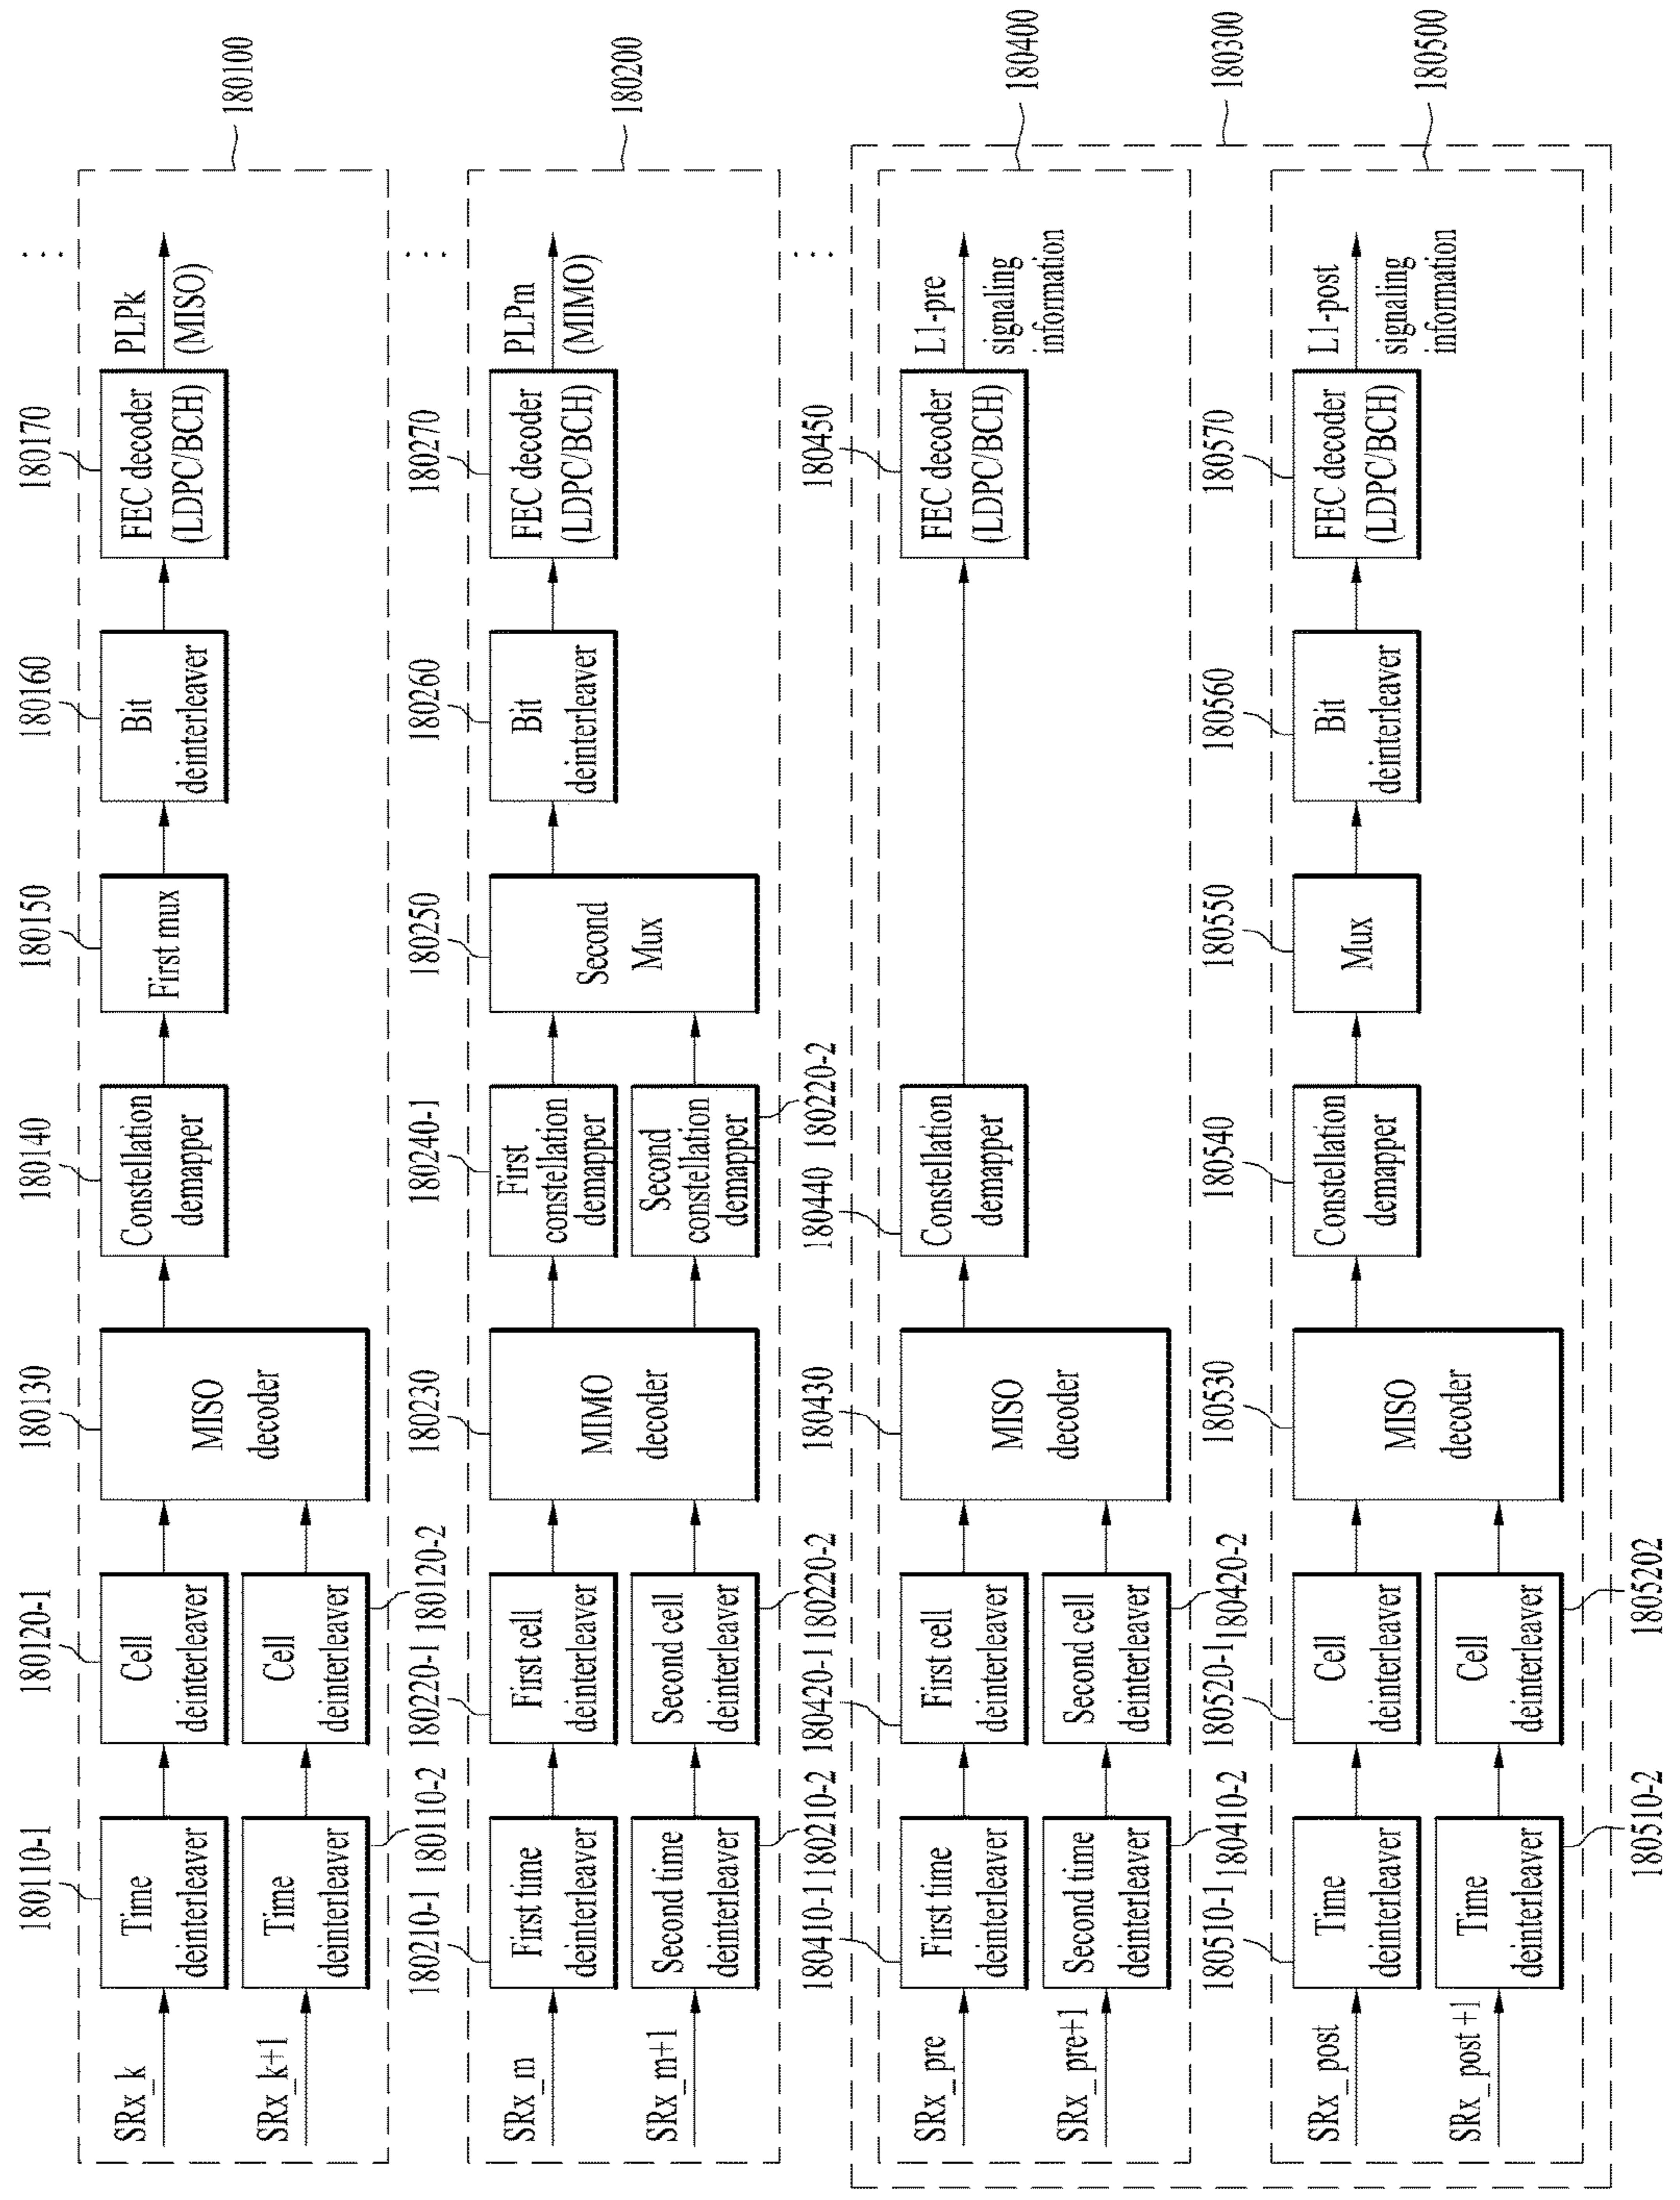 180100
180110-1
180120-1
180130
180140
180150
180160
180170
SRx_k
Time
deinterleaver
Cell
deinterleaver
MISO
decoder
Constellation
demapper
First mux
Bit
deinterleaver
FEC decoder
(LDPC/BCH)
PLPk
(MISO)
. . .
SRx_k+1
Time
deinterleaver
Cell
deinterleaver
180110-2
180120-2
180200
180210-1
180220-1
180230
180240-1
180250
180260
180270
SRx_m
First time
deinterleaver
First cell
deinterleaver
MIMO
decoder
First
constellation
demapper
Second
Mux
Bit
deinterleaver
FEC decoder
(LDPC/BCH)
PLPm
(MIMO)
. . .
SRx_m+1
Second time
deinterleaver
Second cell
deinterleaver
Second
constellation
demapper
180210-2
180220-2
180220-2
180300
180400
180410-1
180420-1
180430
180440
180450
SRx_pre
First time
deinterleaver
First cell
deinterleaver
MISO
decoder
Constellation
demapper
FEC decoder
(LDPC/BCH)
L1-pre
signaling
information
. . .
SRx_pre+1
Second time
deinterleaver
Second cell
deinterleaver
180410-2
180420-2
180500
180510-1
180520-1
180530
180540
180550
180560
180570
SRx_post
Time
deinterleaver
Cell
deinterleaver
MISO
decoder
Constellation
demapper
Mux
Bit
deinterleaver
FEC decoder
(LDPC/BCH)
L1-post
signaling
information
SRx_post +1
Time
deinterleaver
Cell
deinterleaver
180510-2
1805202